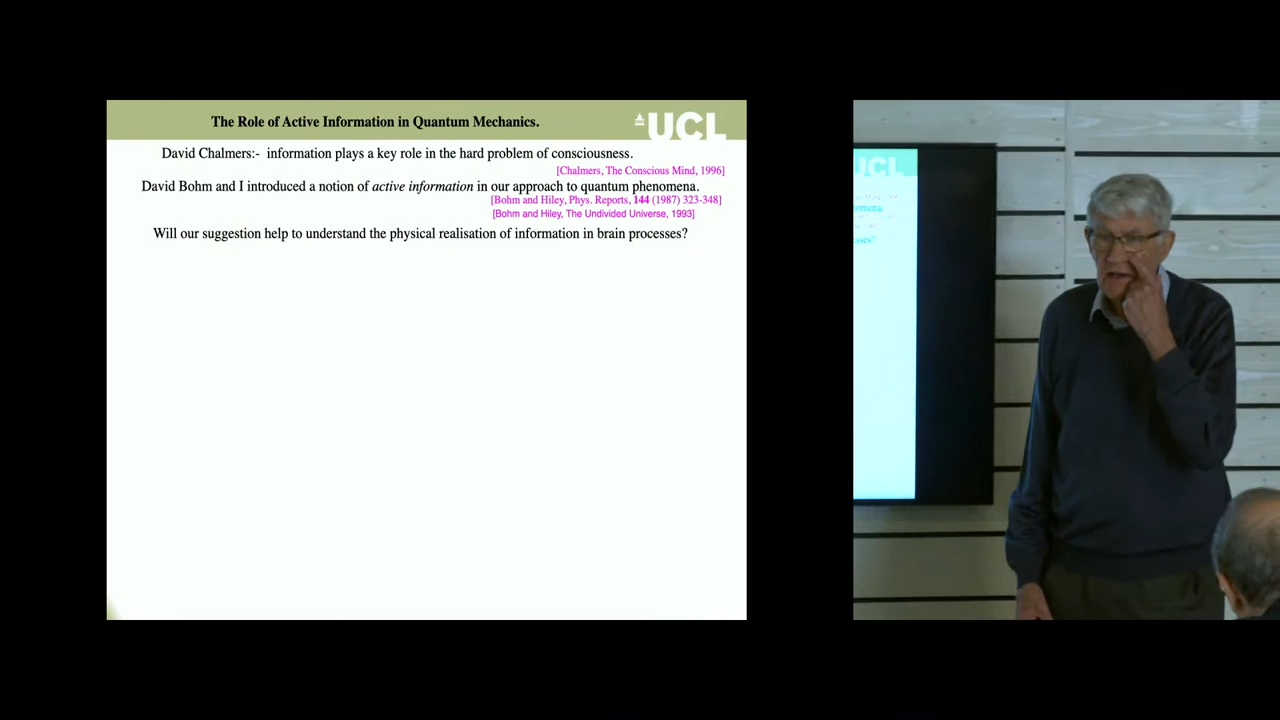 The Role of Active Information in Quantum Mechanics.
UCL
David Chalmers:- information plays a key role in the hard problem of consciousness.
[Chalmers, The Conscious Mind, 1996]
David Bohm and I introduced a notion of active information in our approach to quantum phenomena.
[Bohm and Hiley, Phys. Reports, 144 (1987) 323-348]
[Bohm and Hiley, The Undivided Universe, 1993]
Will our suggestion help to understand the physical realisation of information in brain processes?
UCL